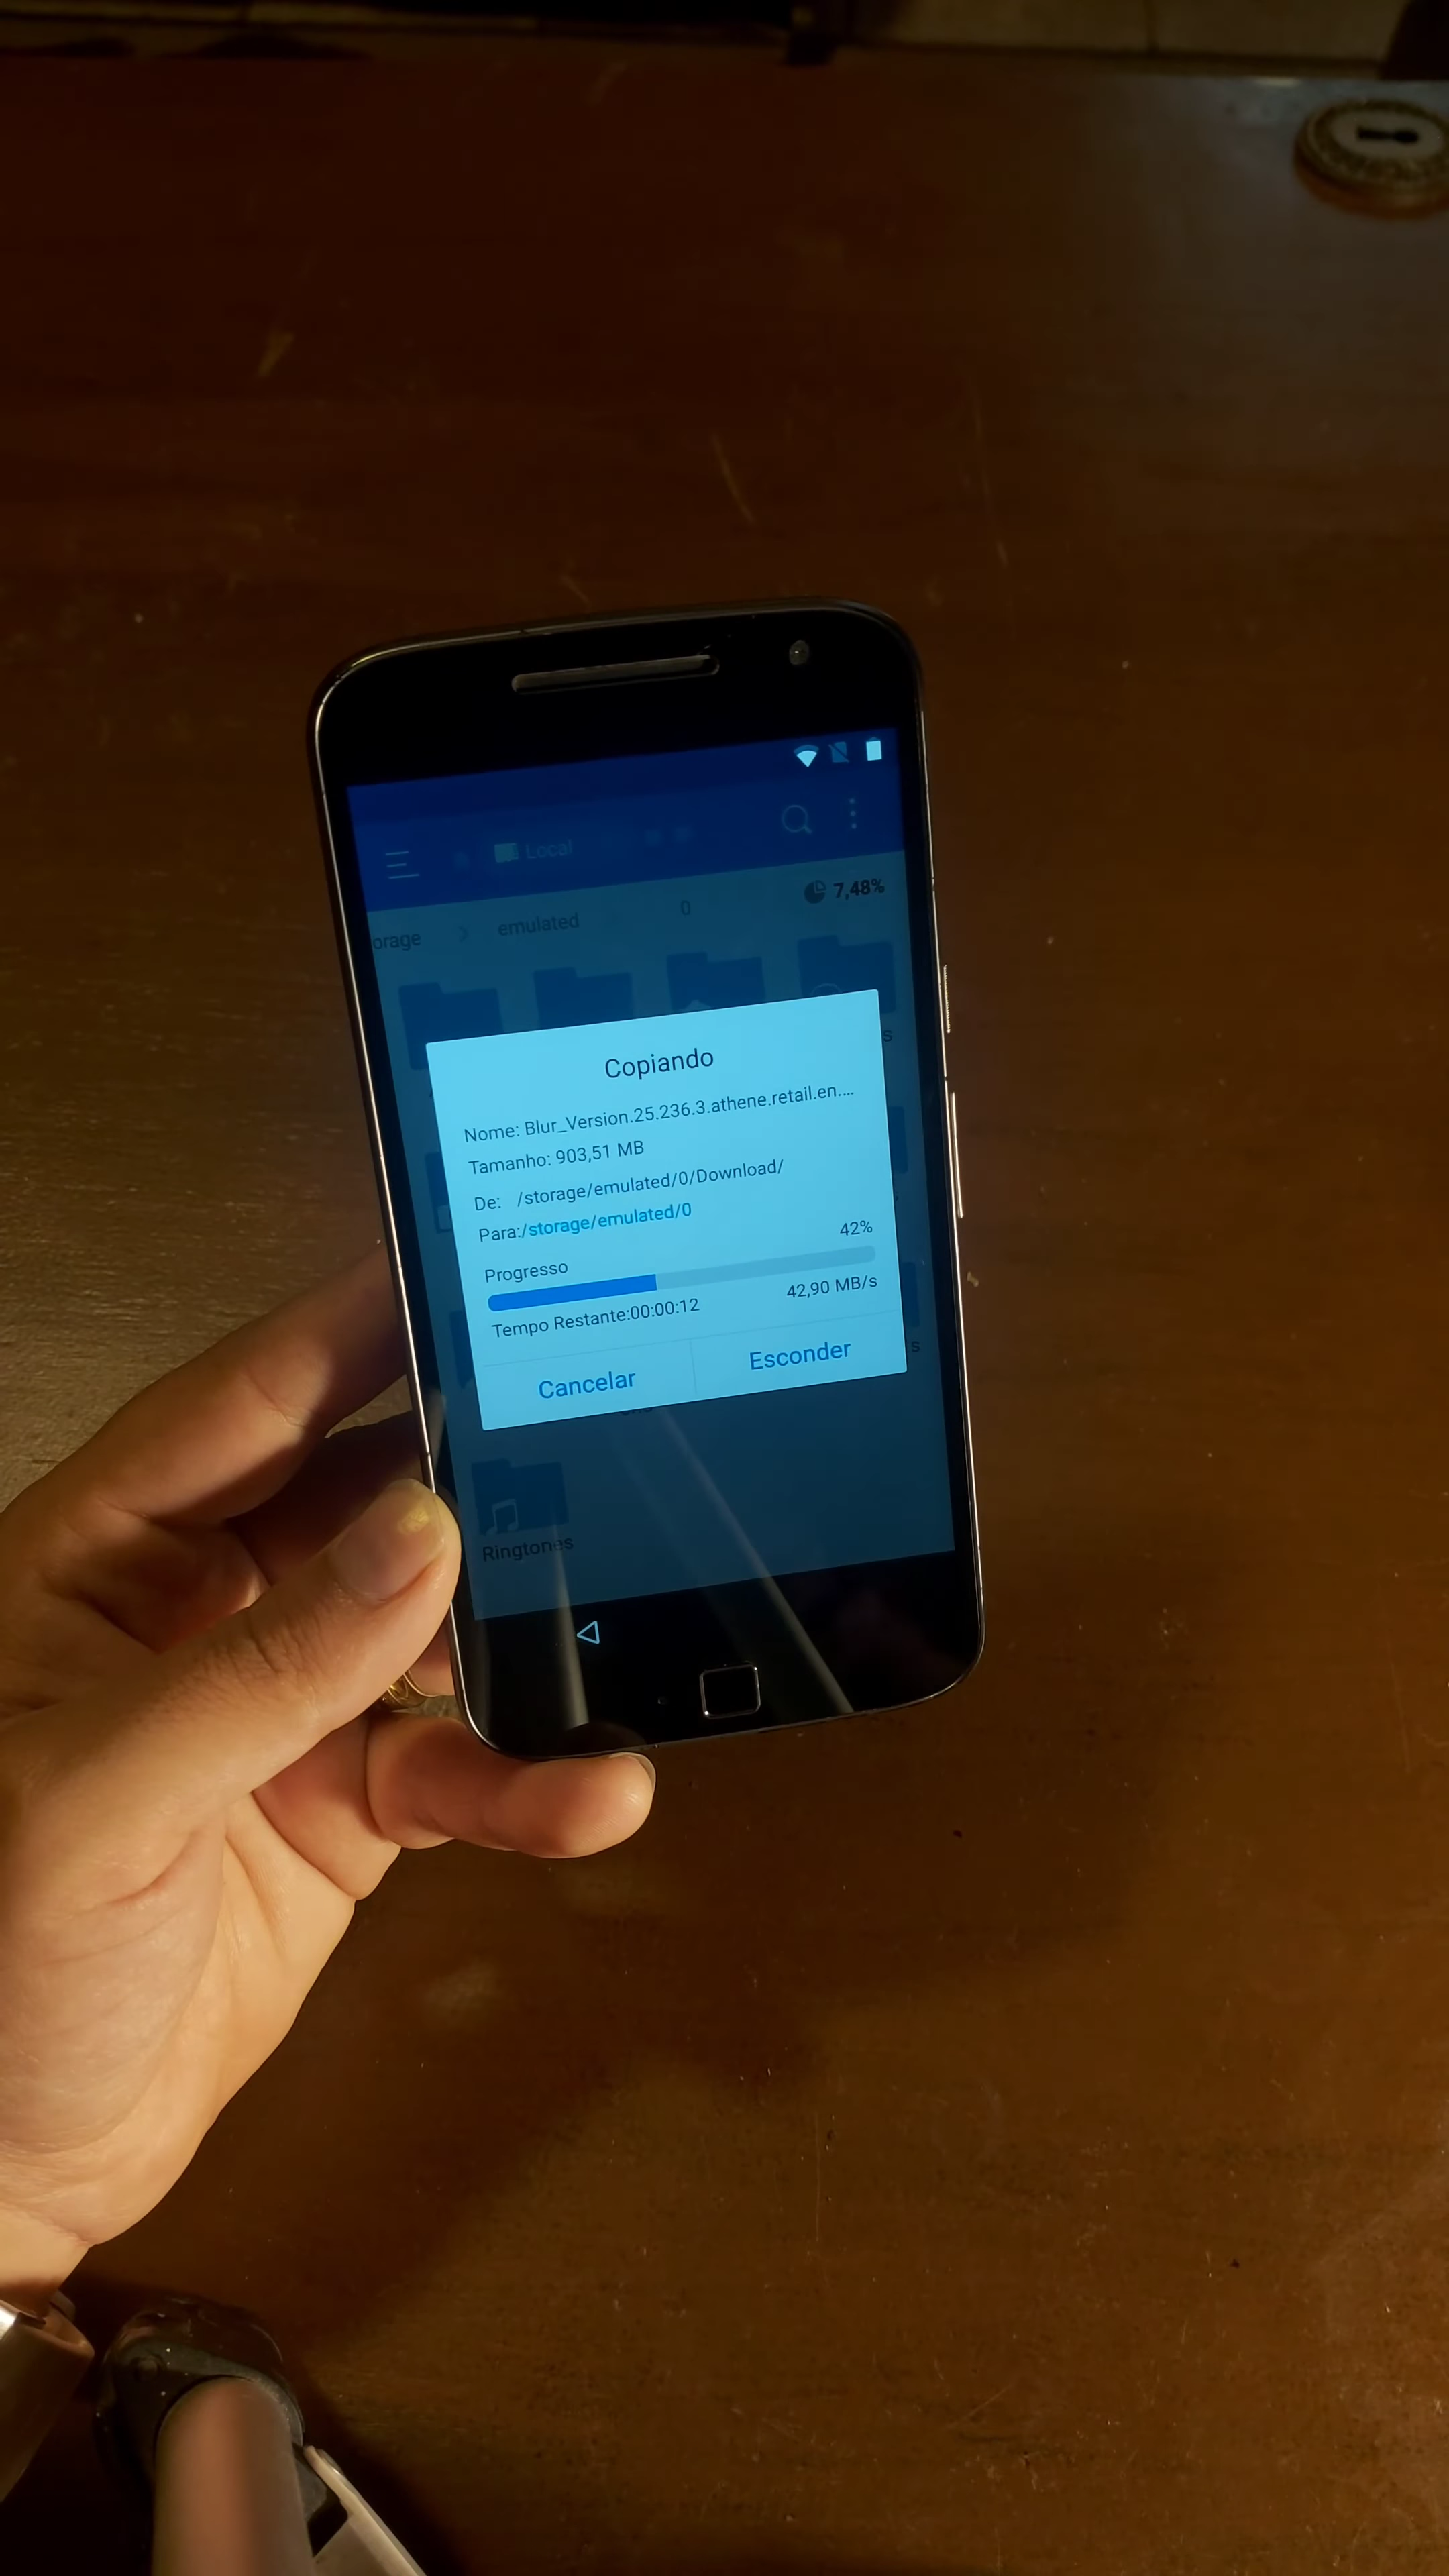 Local
orage
emulated
0
7,48%
s
Copiando
Nome: Blur_Version.25.236.3.athene.retail.en....
Tamanho: 903,51 MB
De: /storage/emulated/0/Download/
Para:/storage/emulated/0
42%
Progresso
Tempo Restante:00:00:12
42,90 MB/s
Cancelar
Esconder
s
Ringtones